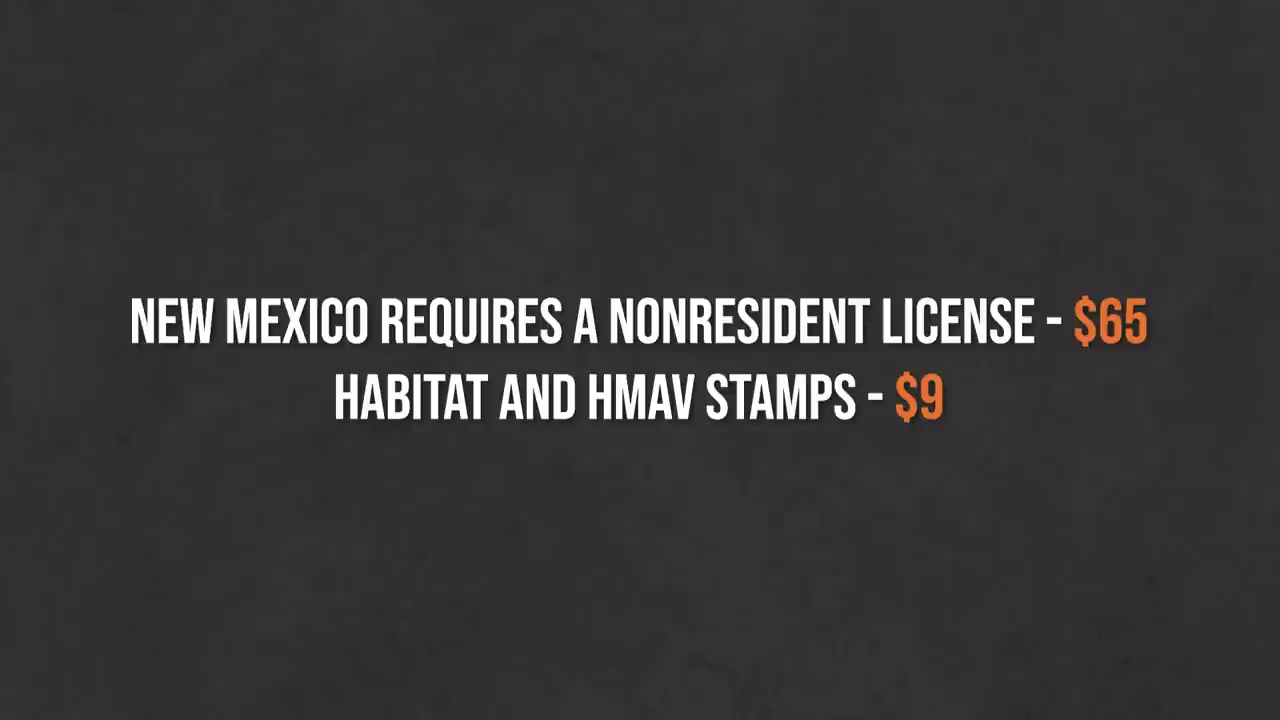 NEW MEXICO REQUIRES A NONRESIDENT LICENSE - $65
HABITAT AND HMAV STAMPS - $9